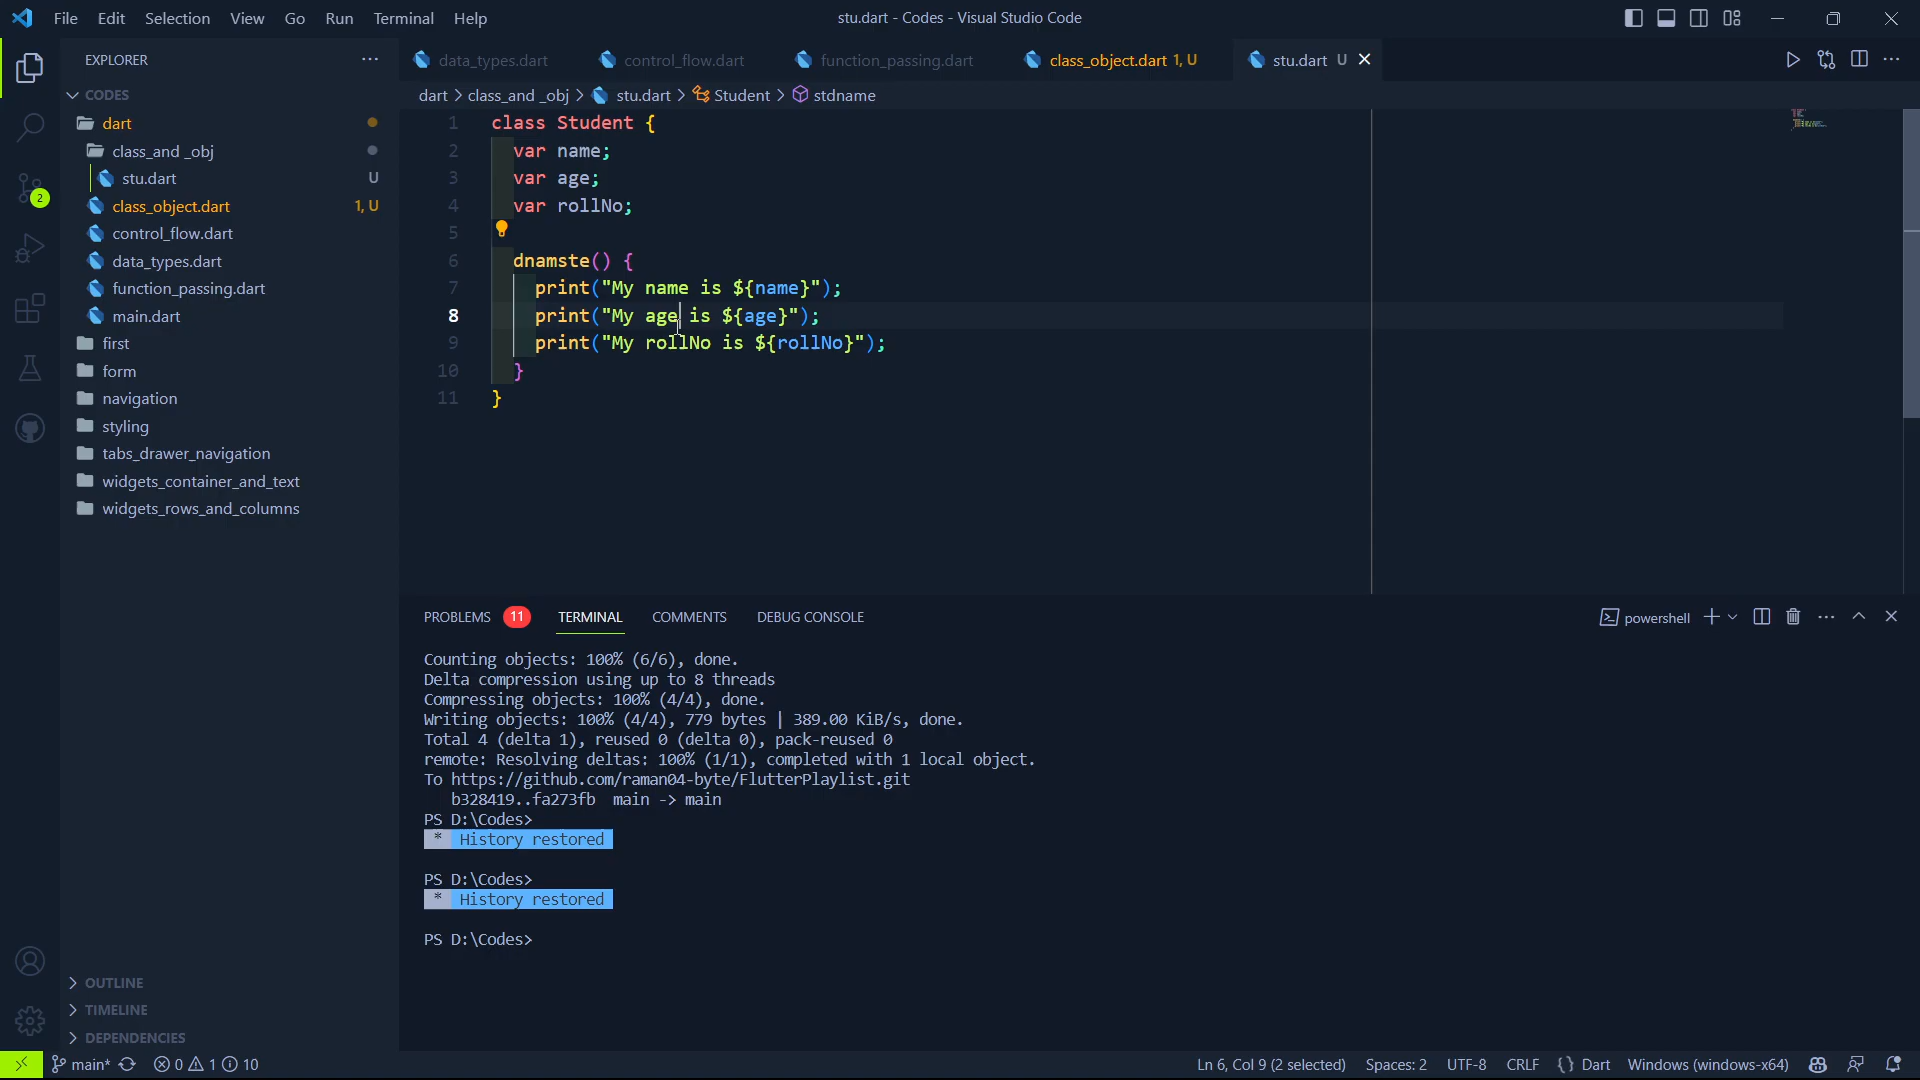 File Edit Selection View Go Run Terminal Help
stu.dart - Codes - Visual Studio Code
EXPLORER
CODES
dart
class_and _obj
stu.dart U
class_object.dart 1, U
control_flow.dart
data_types.dart
function_passing.dart
main.dart
first
form
navigation
styling
tabs_drawer_navigation
widgets_container_and_text
widgets_rows_and_columns
OUTLINE
TIMELINE
DEPENDENCIES
2
data_types.dart control_flow.dart function_passing.dart class_object.dart 1, U stu.dart U
dart > class_and _obj > stu.dart > Student > stdname
1 class Student {
2 var name;
3 var age;
4 var rollNo;
5
6 dnamste() {
7 print("My name is ${name}");
8 print("My age is ${age}");
9 print("My rollNo is ${rollNo}");
10 }
11 }
PROBLEMS 11 TERMINAL COMMENTS DEBUG CONSOLE
powershell
Counting objects: 100% (6/6), done.
Delta compression using up to 8 threads
Compressing objects: 100% (4/4), done.
Writing objects: 100% (4/4), 779 bytes | 389.00 KiB/s, done.
Total 4 (delta 1), reused 0 (delta 0), pack-reused 0
remote: Resolving deltas: 100% (1/1), completed with 1 local object.
To https://github.com/raman04-byte/FlutterPlaylist.git
b328419..fa273fb main -> main
PS D:\Codes>
* History restored
PS D:\Codes>
* History restored
PS D:\Codes>
main* 0 1 10
Ln 6, Col 9 (2 selected) Spaces: 2 UTF-8 CRLF {} Dart Windows (windows-x64)